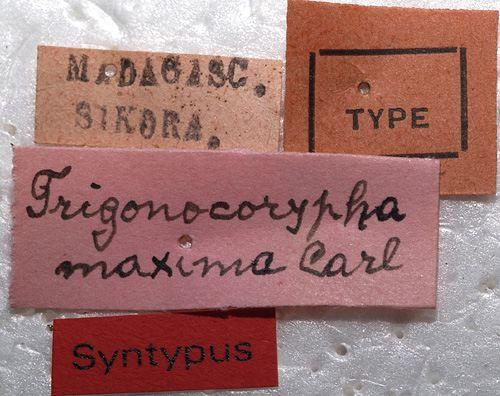 MADAGASC.
SIKORA.
TYPE
Trigonocorypha
maxima Carl
Syntypus